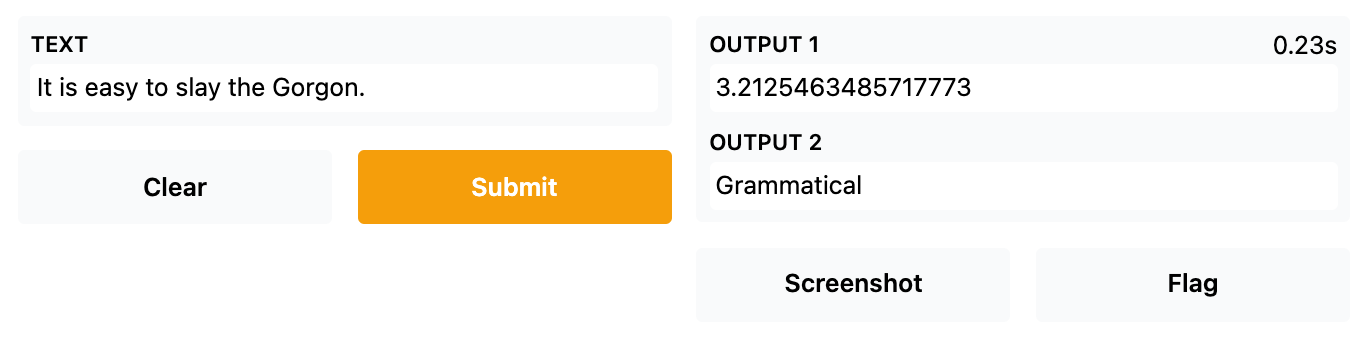 TEXT
It is easy to slay the Gorgon.
Clear
Submit
OUTPUT 1
0.23s
3.2125463485717773
OUTPUT 2
Grammatical
Screenshot
Flag